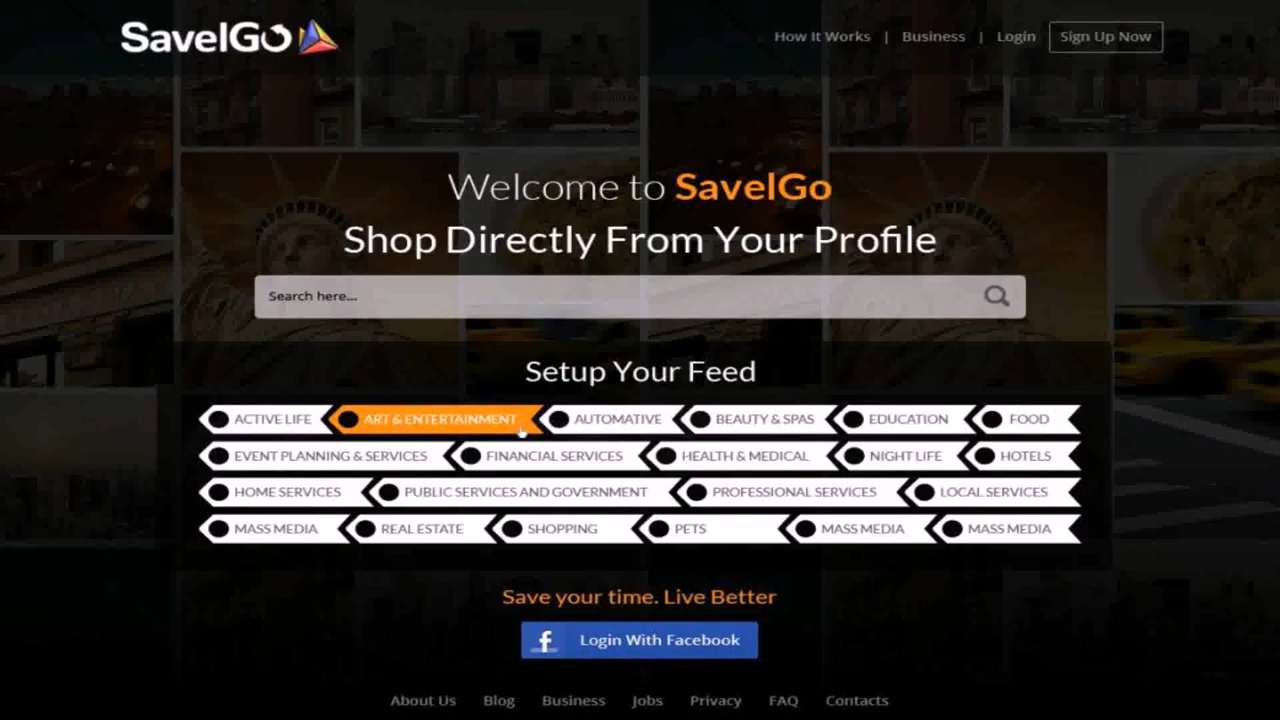 SavelGO
How It Works | Business | Login Sign Up Now
Welcome to SavelGo
Shop Directly From Your Profile
Search here...
Setup Your Feed
ACTIVE LIFE ART & ENTERTAINMENT AUTOMATIVE BEAUTY & SPAS EDUCATION FOOD
EVENT PLANNING & SERVICES FINANCIAL SERVICES HEALTH & MEDICAL NIGHT LIFE HOTELS
HOME SERVICES PUBLIC SERVICES AND GOVERNMENT PROFESSIONAL SERVICES LOCAL SERVICES
MASS MEDIA REAL ESTATE SHOPPING PETS MASS MEDIA MASS MEDIA
Save your time. Live Better
f Login With Facebook
About Us Blog Business Jobs Privacy FAQ Contacts